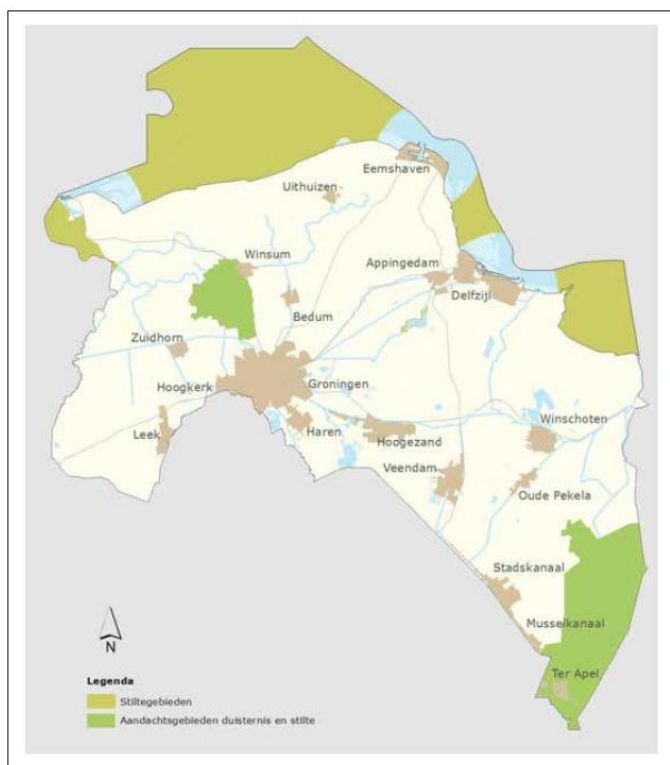 Eemshaven
Uithuizen
Winsum
Appingedam
Delfzijl
Bedum
Zuidhorn
Hoogkerk
Groningen
Leek
Haren
Hoogezand
Winschoten
Veendam
Oude Pekela
Stadskanaal
Musselkanaal
Ter Apel
N
Legenda
Stiltegebieden
Aandachtsgebieden duisternis en stilte